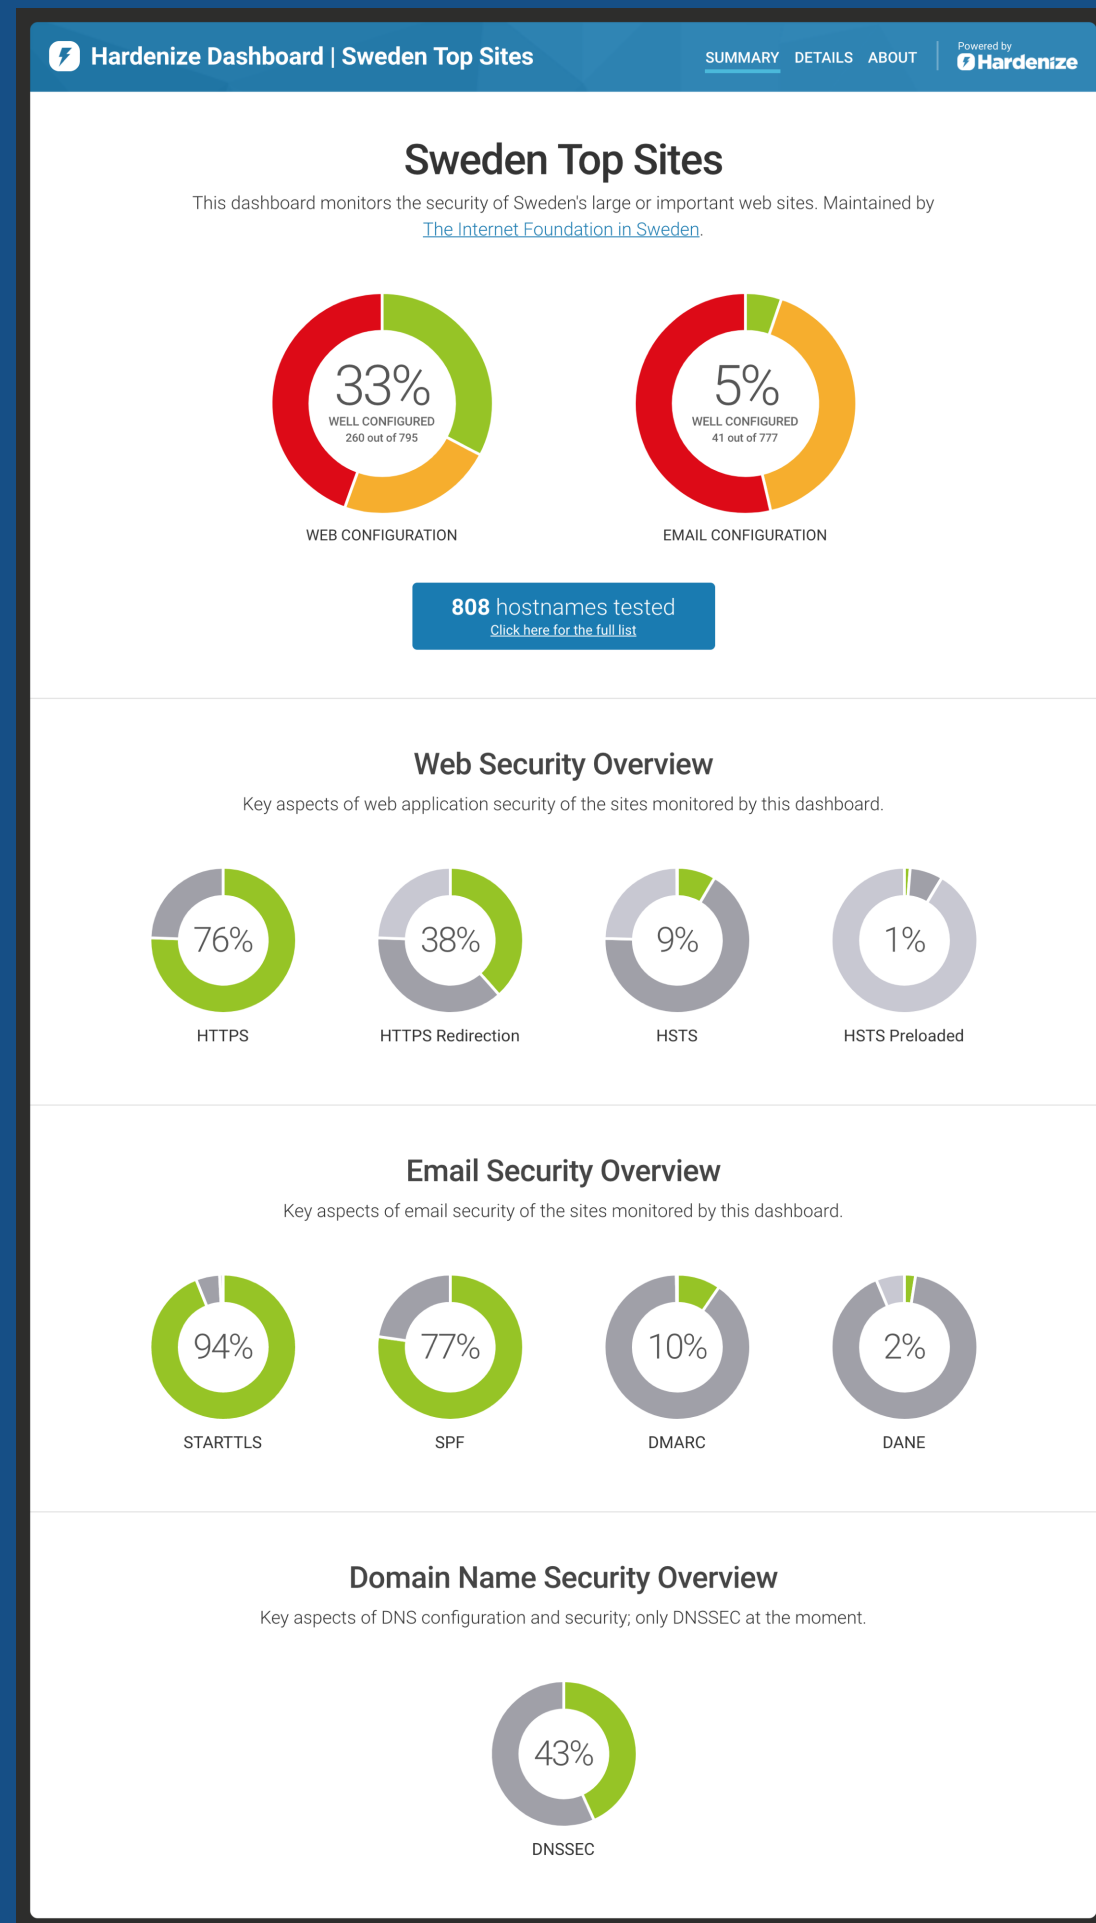 Hardenize Dashboard | Sweden Top Sites
SUMMARY DETAILS ABOUT
Powered by
Hardenize
Sweden Top Sites
This dashboard monitors the security of Sweden's large or important web sites. Maintained by
The Internet Foundation in Sweden.
33%
WELL CONFIGURED
260 out of 795
WEB CONFIGURATION
5%
WELL CONFIGURED
41 out of 777
EMAIL CONFIGURATION
808 hostnames tested
Click here for the full list
Web Security Overview
Key aspects of web application security of the sites monitored by this dashboard.
76%
38%
9%
1%
HTTPS
HTTPS Redirection
HSTS
HSTS Preloaded
Email Security Overview
Key aspects of email security of the sites monitored by this dashboard.
94%
77%
10%
2%
STARTTLS
SPF
DMARC
DANE
Domain Name Security Overview
Key aspects of DNS configuration and security; only DNSSEC at the moment.
43%
DNSSEC